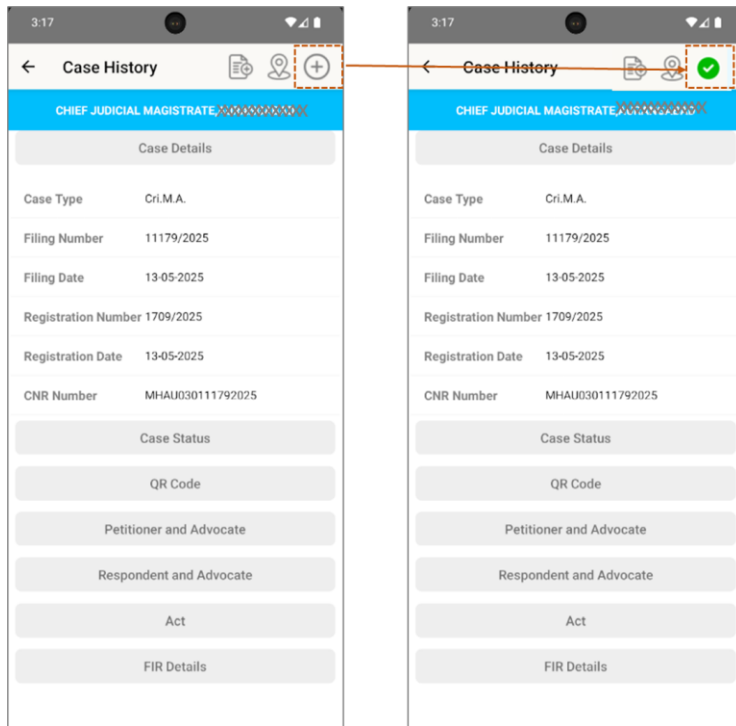 3:17
Case History
CHIEF JUDICIAL MAGISTRATE,
Case Details
Case Type Cri.M.A.
Filing Number 11179/2025
Filing Date 13-05-2025
Registration Number 1709/2025
Registration Date 13-05-2025
CNR Number MHAU030111792025
Case Status
QR Code
Petitioner and Advocate
Respondent and Advocate
Act
FIR Details
3:17
Case History
CHIEF JUDICIAL MAGISTRATE,
Case Details
Case Type Cri.M.A.
Filing Number 11179/2025
Filing Date 13-05-2025
Registration Number 1709/2025
Registration Date 13-05-2025
CNR Number MHAU030111792025
Case Status
QR Code
Petitioner and Advocate
Respondent and Advocate
Act
FIR Details